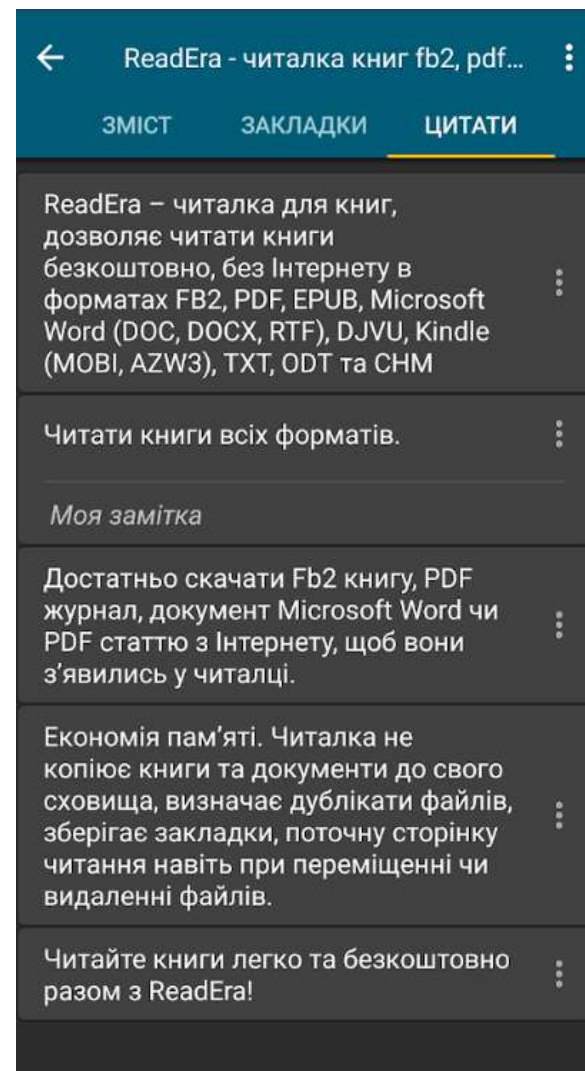 ReadEra - читалка книг fb2, pdf...
ЗМІСТ ЗАКЛАДКИ ЦИТАТИ
ReadEra – читалка для книг,
дозволяє читати книги
безкоштовно, без Інтернету в
форматах FB2, PDF, EPUB, Microsoft
Word (DOC, DOCX, RTF), DJVU, Kindle
(MOBI, AZW3), TXT, ODT та CHM
Читати книги всіх форматів.
Моя замітка
Достатньо скачати Fb2 книгу, PDF
журнал, документ Microsoft Word чи
PDF статтю з Інтернету, щоб вони
з’явились у читалці.
Економія пам’яті. Читалка не
копіює книги та документи до свого
сховища, визначає дублікати файлів,
зберігає закладки, поточну сторінку
читання навіть при переміщенні чи
видаленні файлів.
Читайте книги легко та безкоштовно
разом з ReadEra!